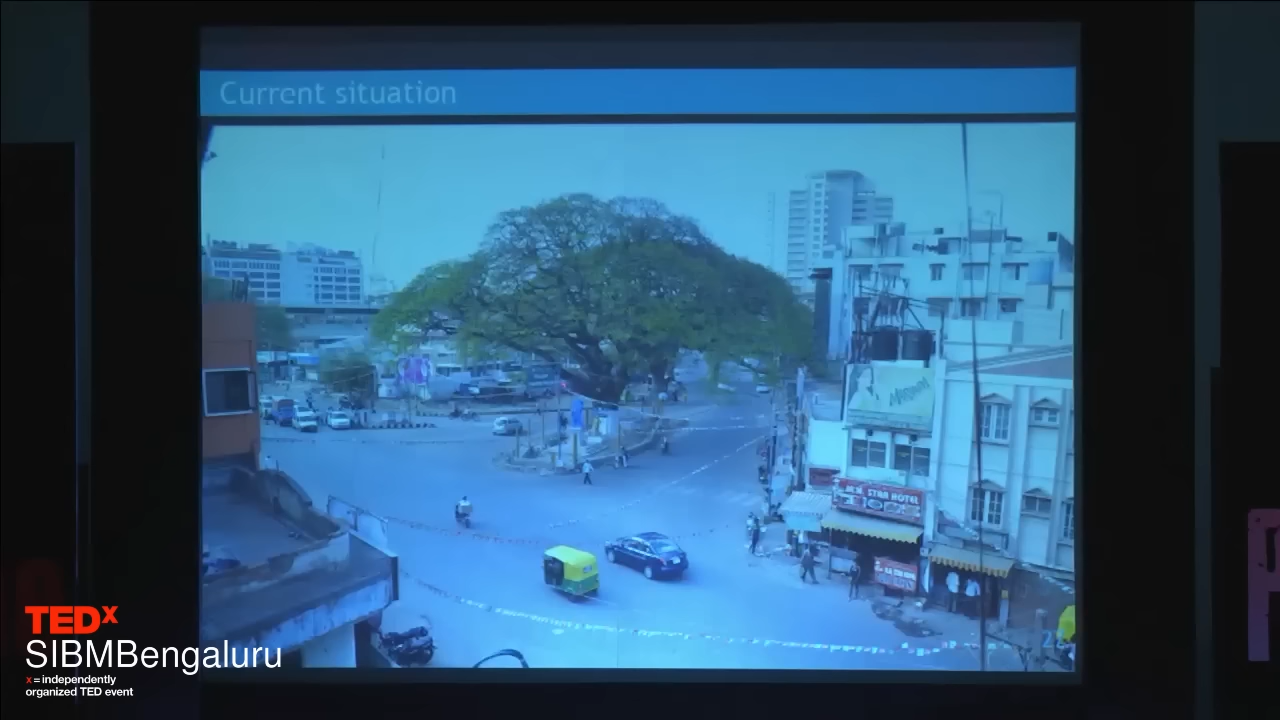 Current situation
STAR HOTEL
TEDx
SIBMBengaluru
x = independently
organized TED event